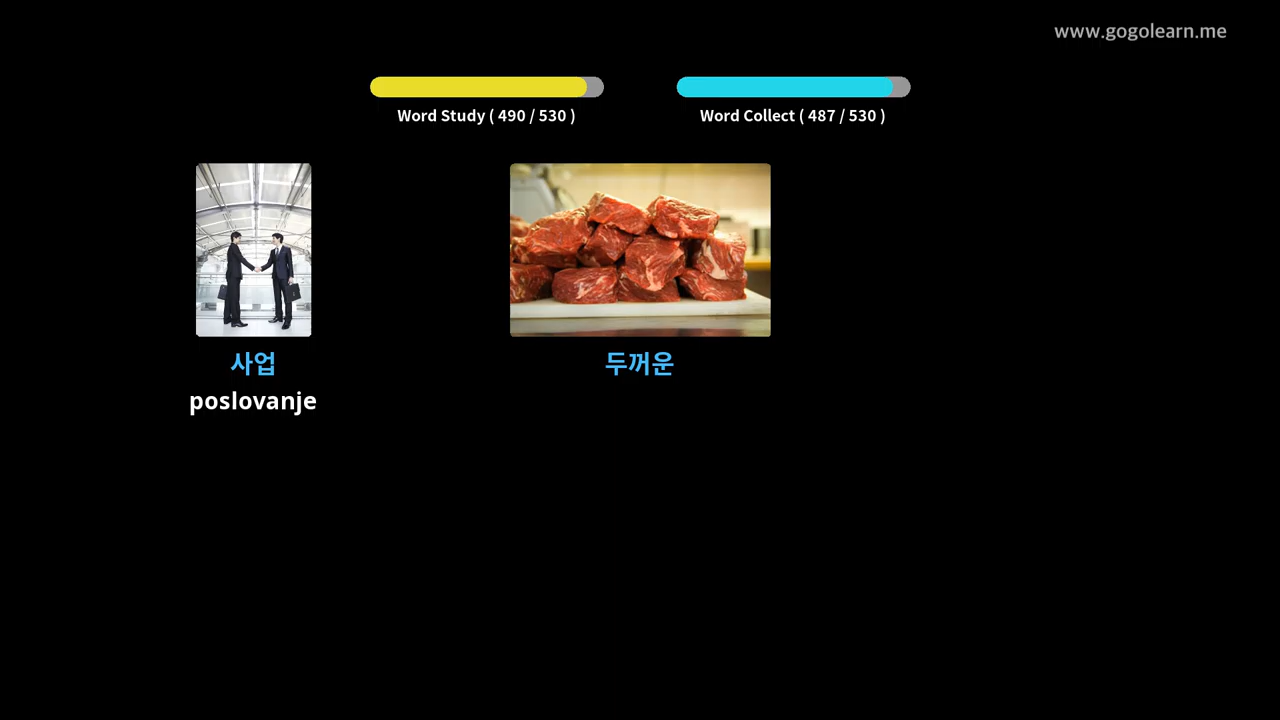 www.gogolearn.me
Word Study ( 490 / 530 )
Word Collect ( 487 / 530 )
사업
poslovanje
두꺼운